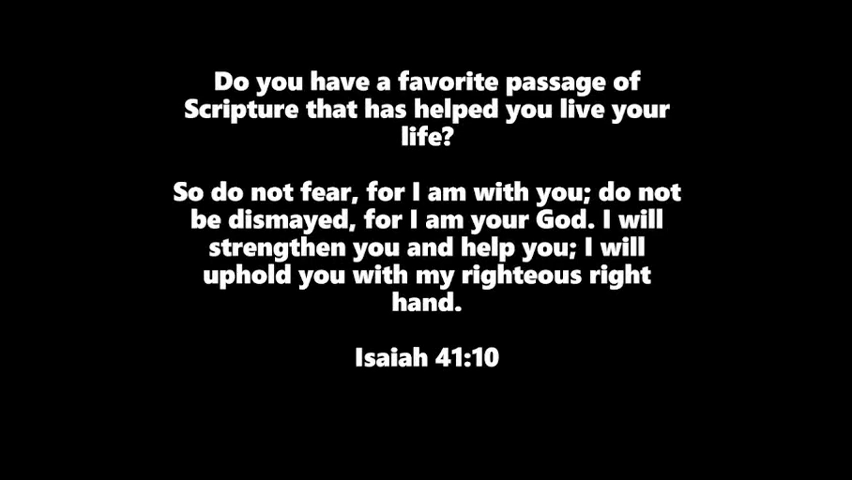 Do you have a favorite passage of
Scripture that has helped you live your
life?
So do not fear, for I am with you; do not
be dismayed, for I am your God. I will
strengthen you and help you; I will
uphold you with my righteous right
hand.
Isaiah 41:10